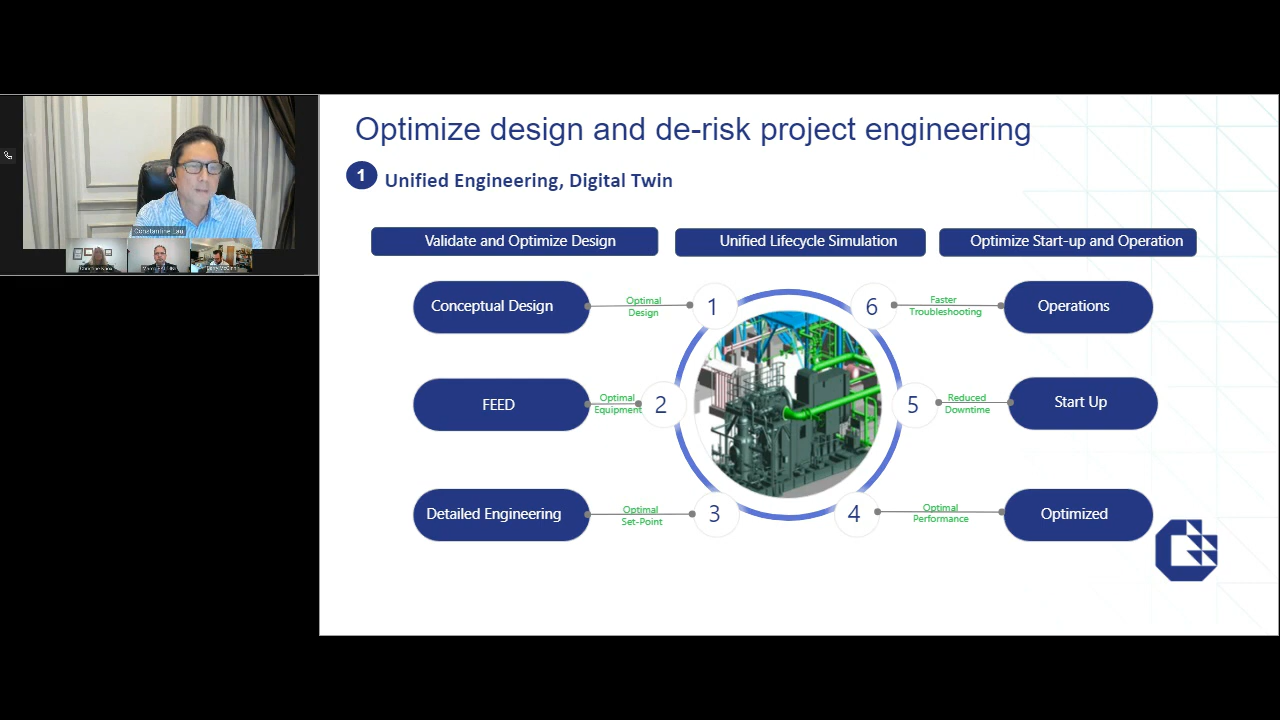 Optimize design and de-risk project engineering
1
Unified Engineering, Digital Twin
Validate and Optimize Design
Unified Lifecycle Simulation
Optimize Start-up and Operation
Conceptual Design
Optimal
Design
1
6
Faster
Troubleshooting
Operations
FEED
Optimal
Equipment
2
5
Reduced
Downtime
Start Up
Detailed Engineering
Optimal
Set-Point
3
4
Optimal
Performance
Optimized
Constantine Lau